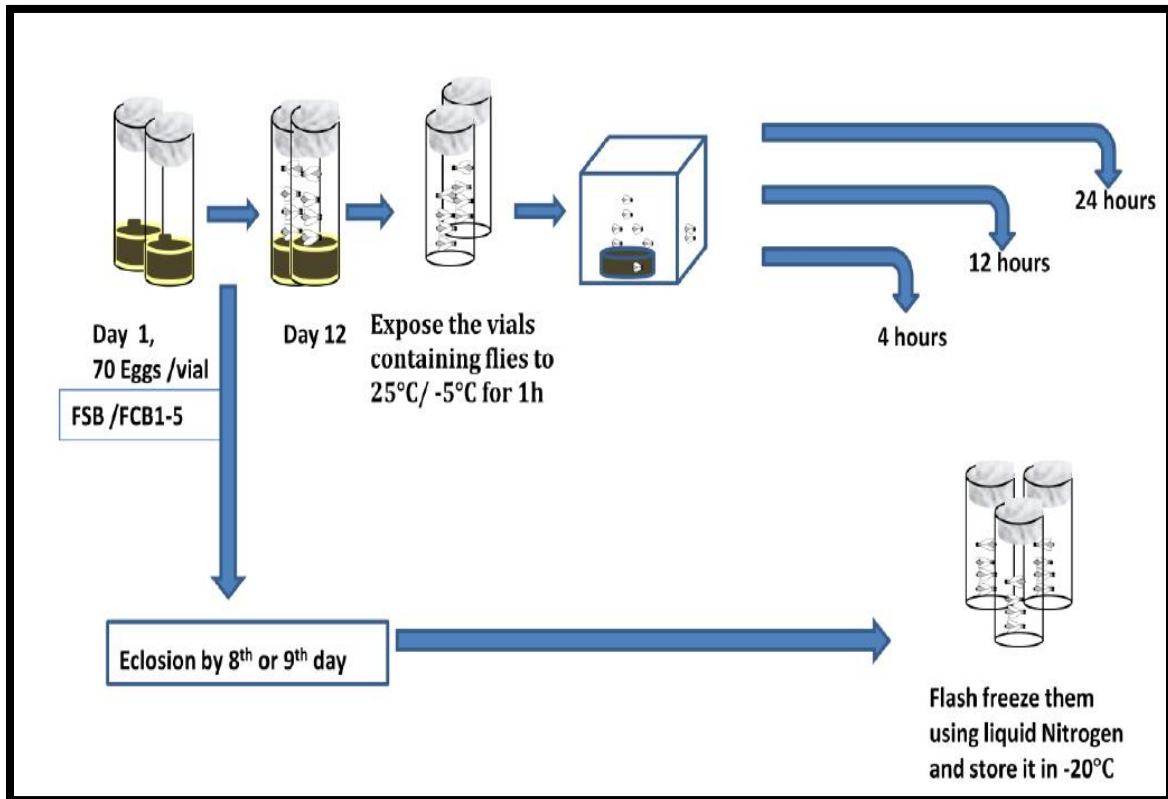 Day 1,
70 Eggs /vial
FSB /FCB1-5
Day 12
Expose the vials
containing flies to
25°C/ -5°C for 1h
24 hours
12 hours
4 hours
Eclosion by 8th or 9th day
Flash freeze them
using liquid Nitrogen
and store it in -20°C